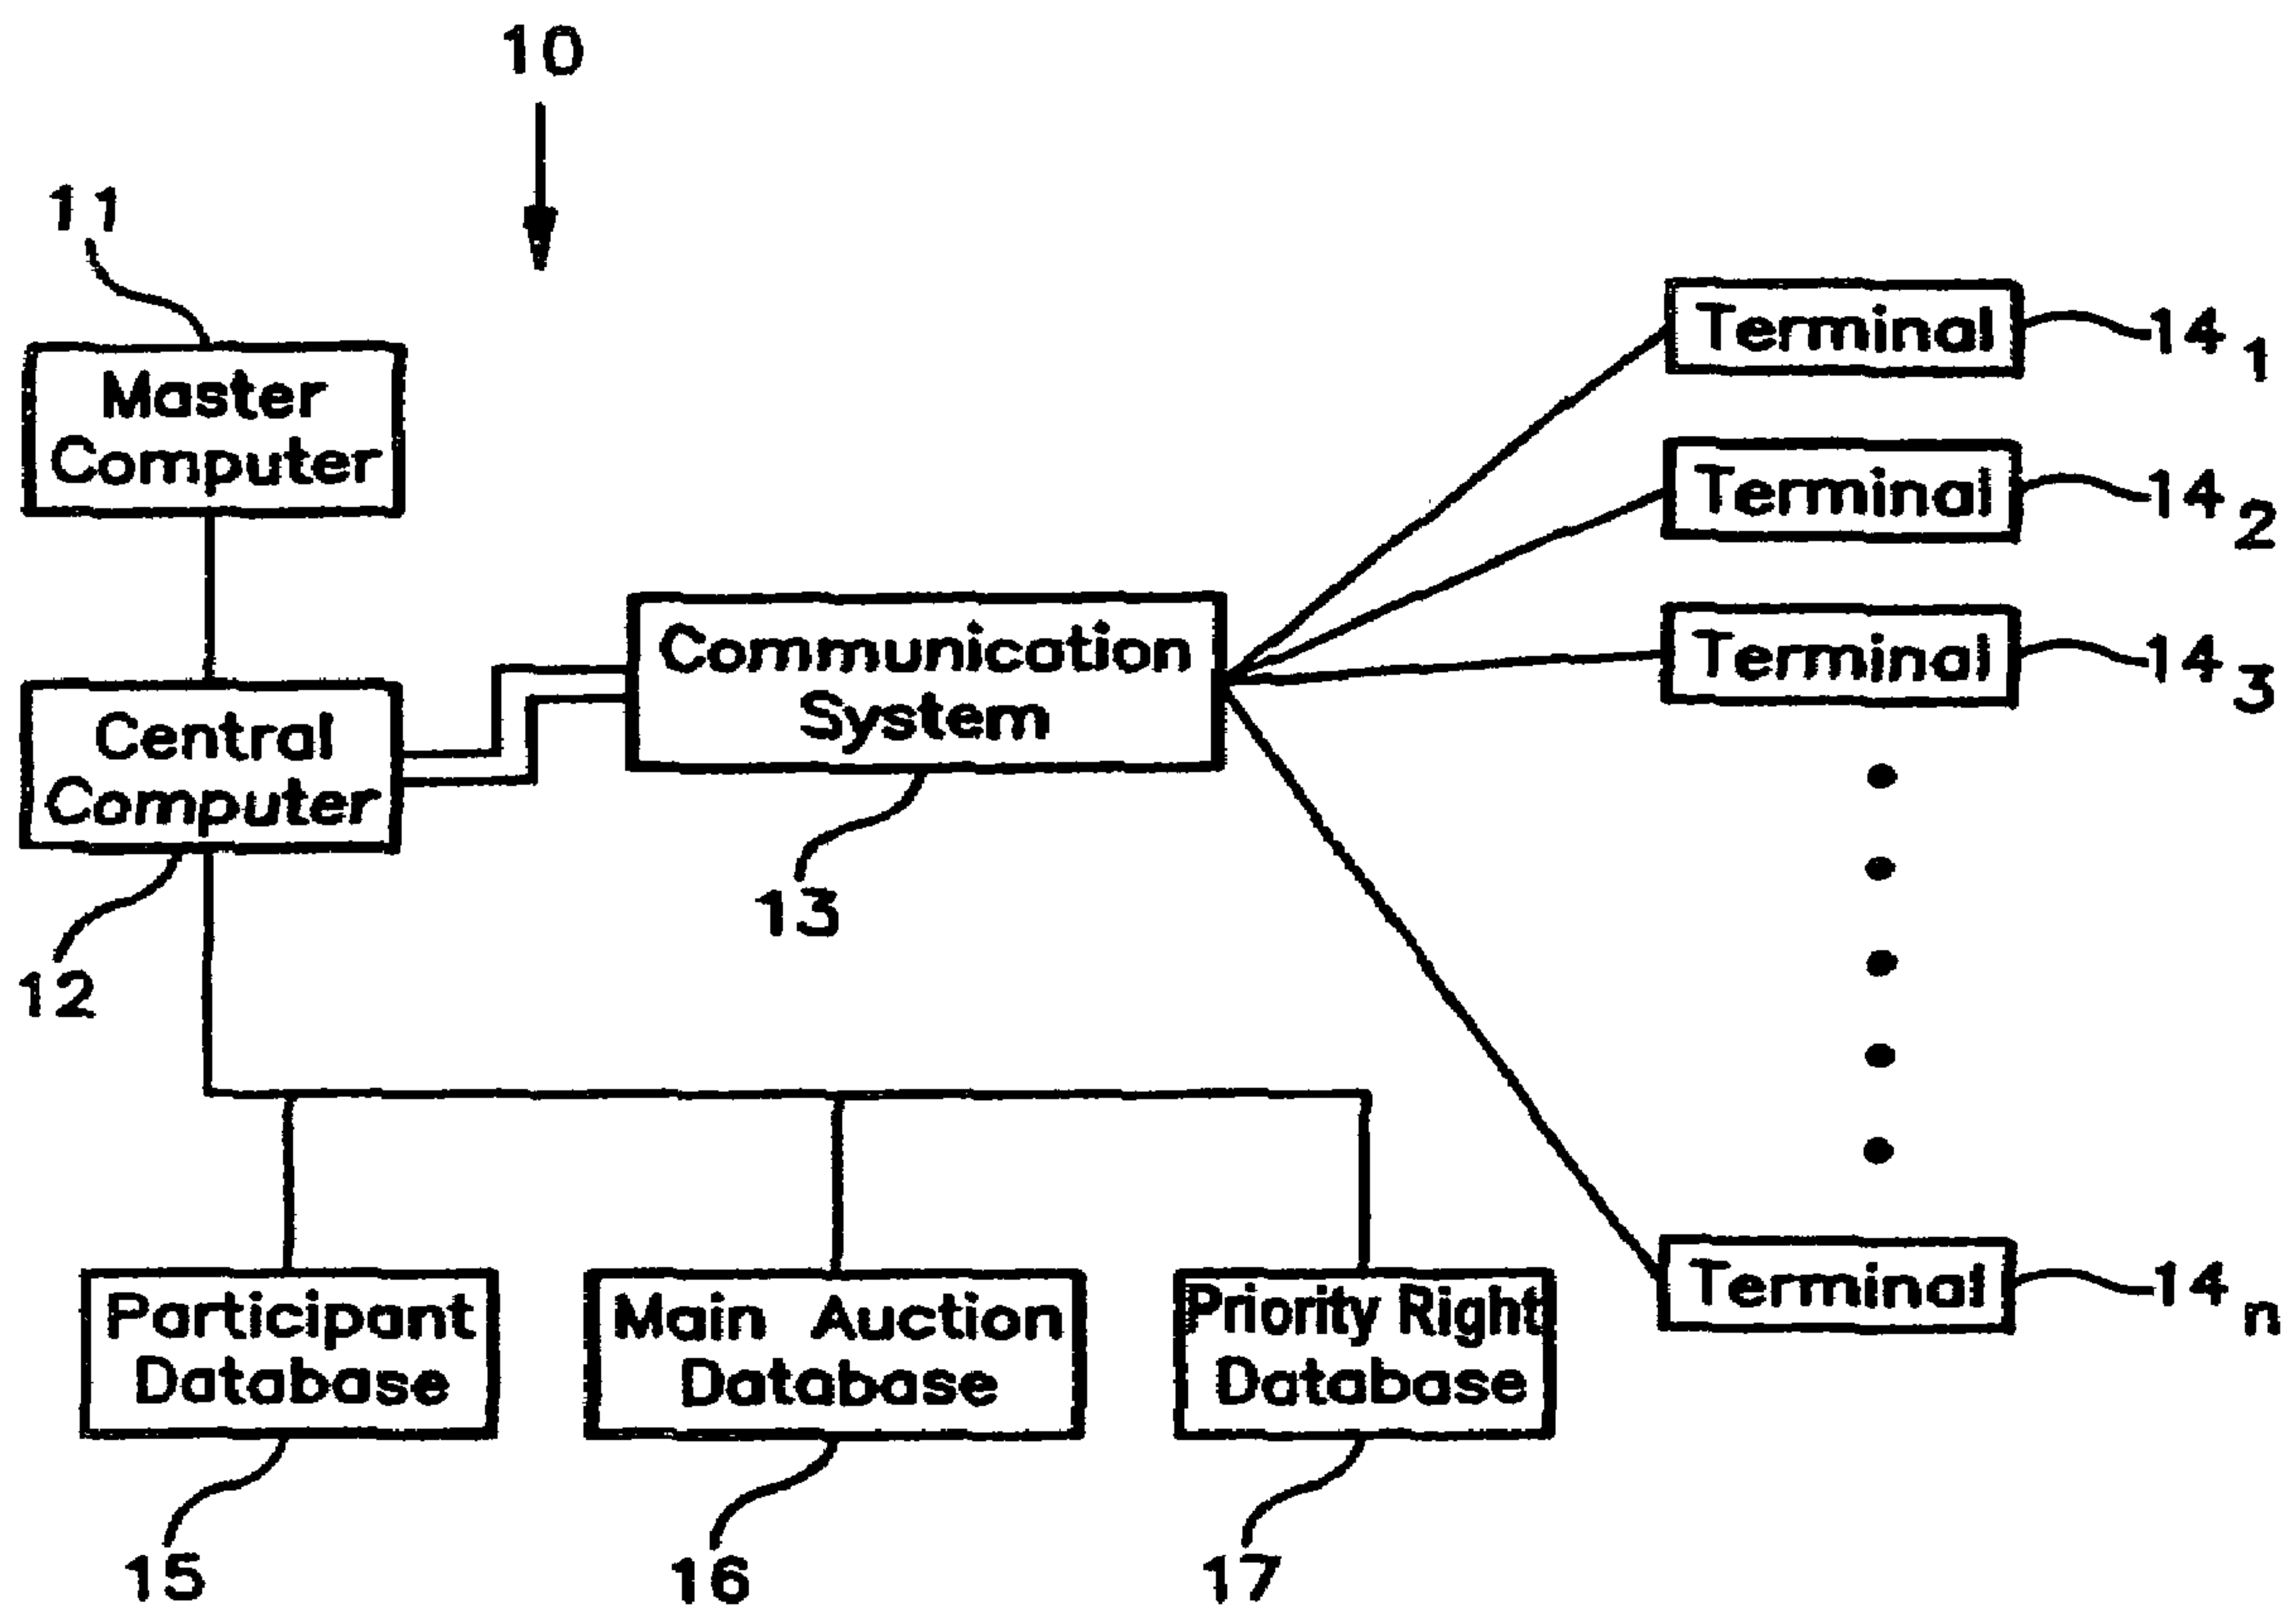 10
11
Master
Computer
Central
Computer
12
Communication
System
13
Terminal
14 1
Terminal
14 2
Terminal
14 3
Terminal
14 n
Participant
Database
15
Main Auction
Database
16
Priority Right
Database
17